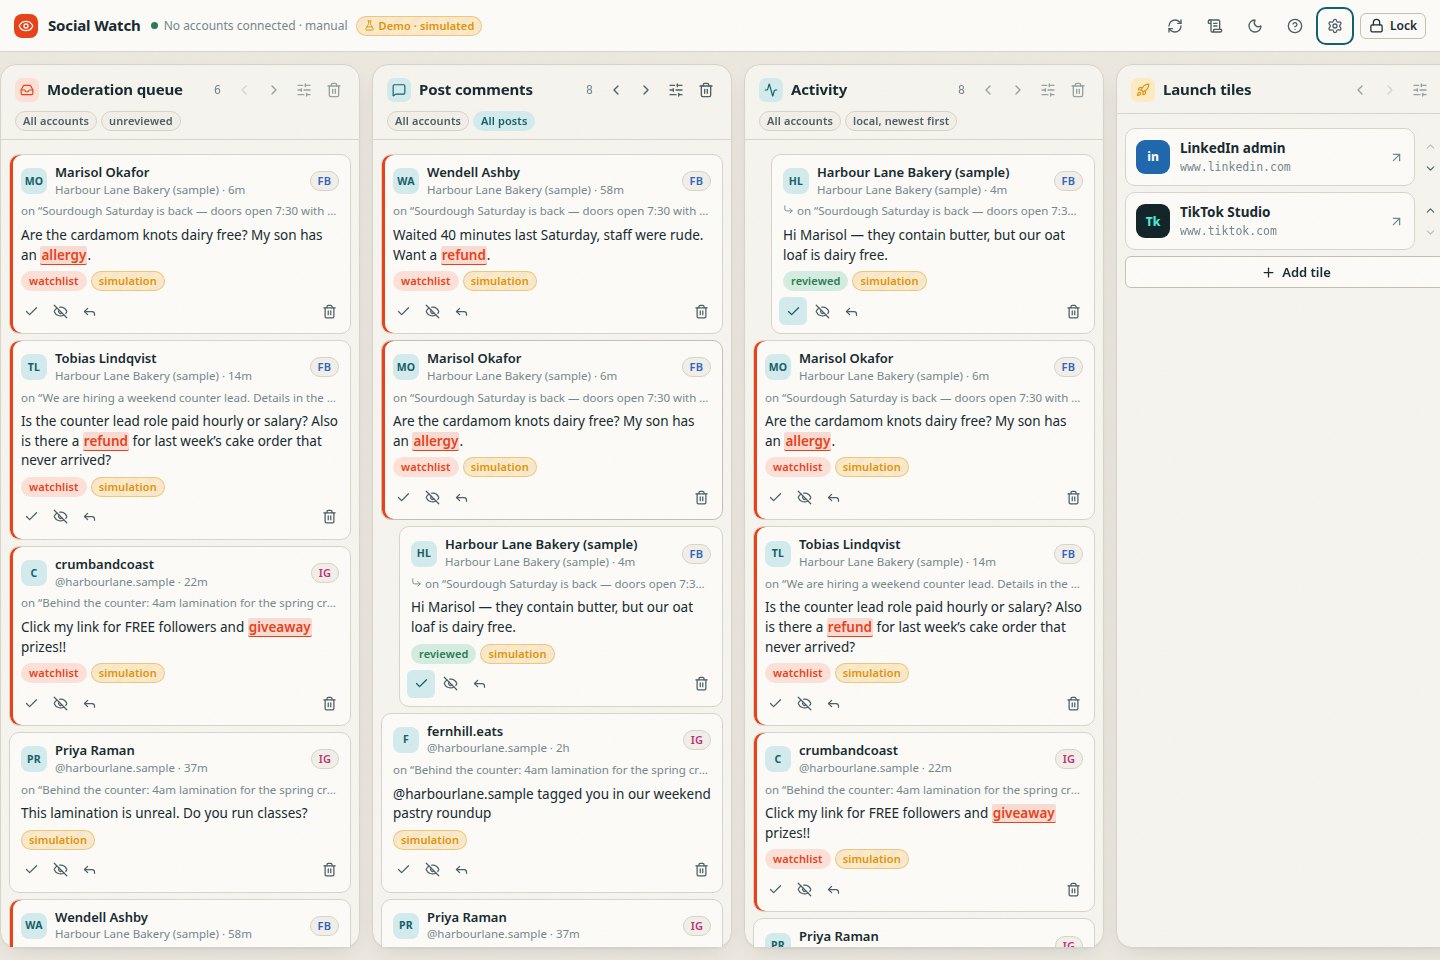 Social Watch
No accounts connected · manual
Demo · simulated
Lock
Moderation queue
6
All accounts
unreviewed
MO
Marisol Okafor
Harbour Lane Bakery (sample) · 6m
FB
on “Sourdough Saturday is back — doors open 7:30 with ...
Are the cardamom knots dairy free? My son has
an allergy.
watchlist
simulation
TL
Tobias Lindqvist
Harbour Lane Bakery (sample) · 14m
FB
on “We are hiring a weekend counter lead. Details in the ...
Is the counter lead role paid hourly or salary? Also
is there a refund for last week’s cake order that
never arrived?
watchlist
simulation
C
crumbandcoast
@harbourlane.sample · 22m
IG
on “Behind the counter: 4am lamination for the spring cr...
Click my link for FREE followers and giveaway
prizes!!
watchlist
simulation
PR
Priya Raman
@harbourlane.sample · 37m
IG
on “Behind the counter: 4am lamination for the spring cr...
This lamination is unreal. Do you run classes?
simulation
WA
Wendell Ashby
Harbour Lane Bakery (sample) · 58m
FB
Post comments
8
All accounts
All posts
WA
Wendell Ashby
Harbour Lane Bakery (sample) · 58m
FB
on “Sourdough Saturday is back — doors open 7:30 with ...
Waited 40 minutes last Saturday, staff were rude.
Want a refund.
watchlist
simulation
MO
Marisol Okafor
Harbour Lane Bakery (sample) · 6m
FB
on “Sourdough Saturday is back — doors open 7:30 with ...
Are the cardamom knots dairy free? My son has
an allergy.
watchlist
simulation
HL
Harbour Lane Bakery (sample)
Harbour Lane Bakery (sample) · 4m
FB
on “Sourdough Saturday is back — doors open 7:3...
Hi Marisol — they contain butter, but our oat
loaf is dairy free.
reviewed
simulation
F
fernhill.eats
@harbourlane.sample · 2h
IG
on “Behind the counter: 4am lamination for the spring cr...
@harbourlane.sample tagged you in our weekend
pastry roundup
simulation
PR
Priya Raman
@harbourlane.sample · 37m
IG
Activity
8
All accounts
local, newest first
HL
Harbour Lane Bakery (sample)
Harbour Lane Bakery (sample) · 4m
FB
on “Sourdough Saturday is back — doors open 7:3...
Hi Marisol — they contain butter, but our oat
loaf is dairy free.
reviewed
simulation
MO
Marisol Okafor
Harbour Lane Bakery (sample) · 6m
FB
on “Sourdough Saturday is back — doors open 7:30 with ...
Are the cardamom knots dairy free? My son has
an allergy.
watchlist
simulation
TL
Tobias Lindqvist
Harbour Lane Bakery (sample) · 14m
FB
on “We are hiring a weekend counter lead. Details in the ...
Is the counter lead role paid hourly or salary? Also
is there a refund for last week’s cake order that
never arrived?
watchlist
simulation
C
crumbandcoast
@harbourlane.sample · 22m
IG
on “Behind the counter: 4am lamination for the spring cr...
Click my link for FREE followers and giveaway
prizes!!
watchlist
simulation
PR
Priya Raman
IG
Launch tiles
in
LinkedIn admin
www.linkedin.com
Tk
TikTok Studio
www.tiktok.com
Add tile